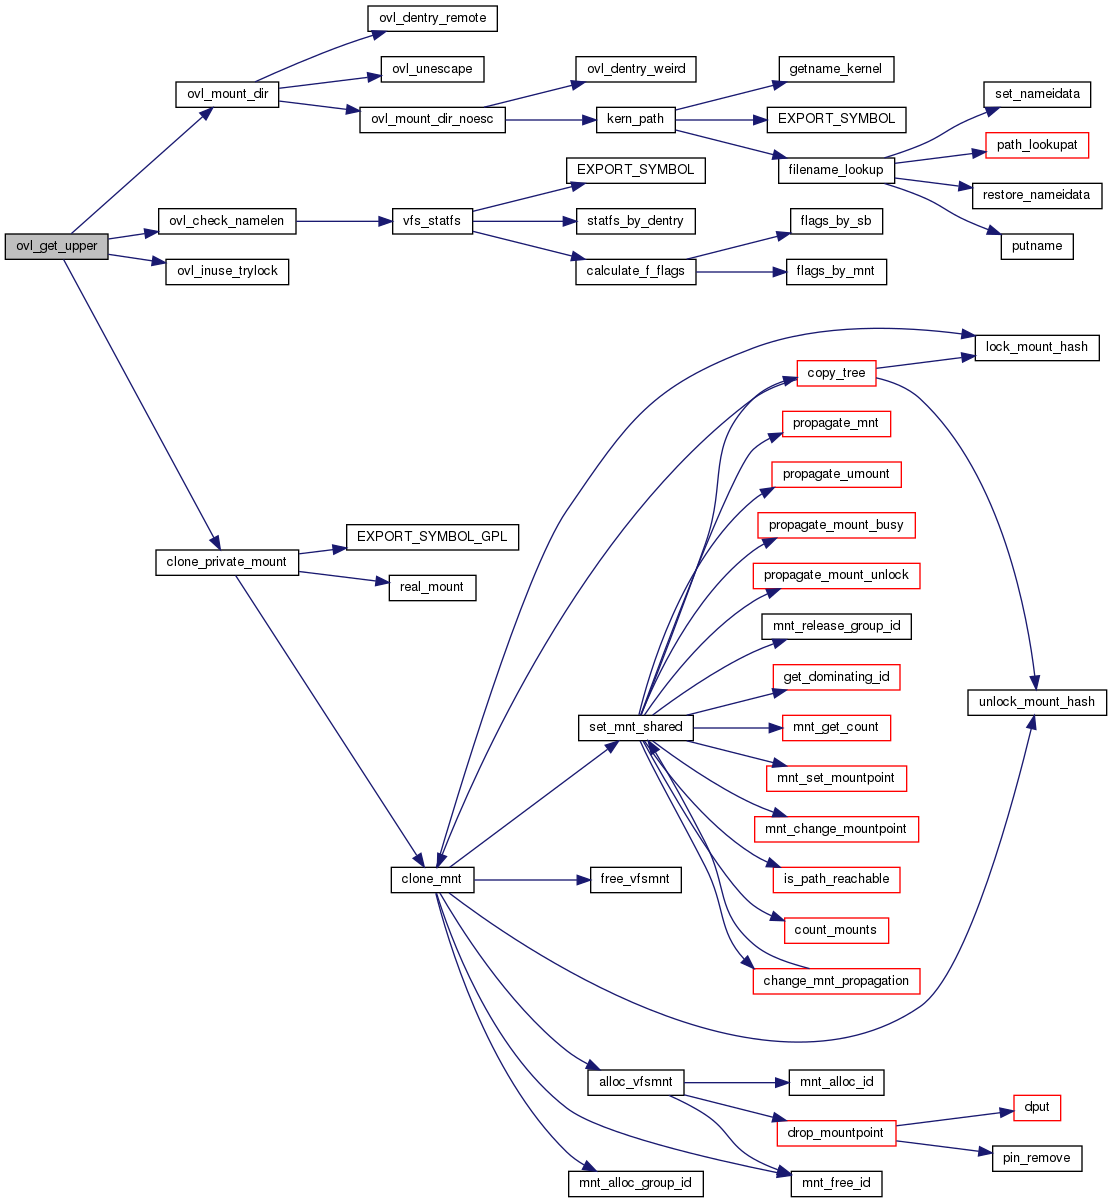 ovl_dentry_remote
ovl_unescape
ovl_dentry_weird
getname_kernel
ovl_mount_dir
set_nameidata
ovl_mount_dir_noesc
kern_path
EXPORT_SYMBOL
path_lookupat
EXPORT_SYMBOL
filename_lookup
restore_nameidata
ovl_check_namelen
vfs_statfs
statfs_by_dentry
flags_by_sb
ovl_get_upper
putname
ovl_inuse_trylock
calculate_f_flags
flags_by_mnt
lock_mount_hash
copy_tree
propagate_mnt
propagate_umount
propagate_mount_busy
EXPORT_SYMBOL_GPL
clone_private_mount
propagate_mount_unlock
real_mount
mnt_release_group_id
get_dominating_id
unlock_mount_hash
set_mnt_shared
mnt_get_count
mnt_set_mountpoint
mnt_change_mountpoint
clone_mnt
free_vfsmnt
is_path_reachable
count_mounts
change_mnt_propagation
alloc_vfsmnt
mnt_alloc_id
dput
drop_mountpoint
pin_remove
mnt_alloc_group_id
mnt_free_id